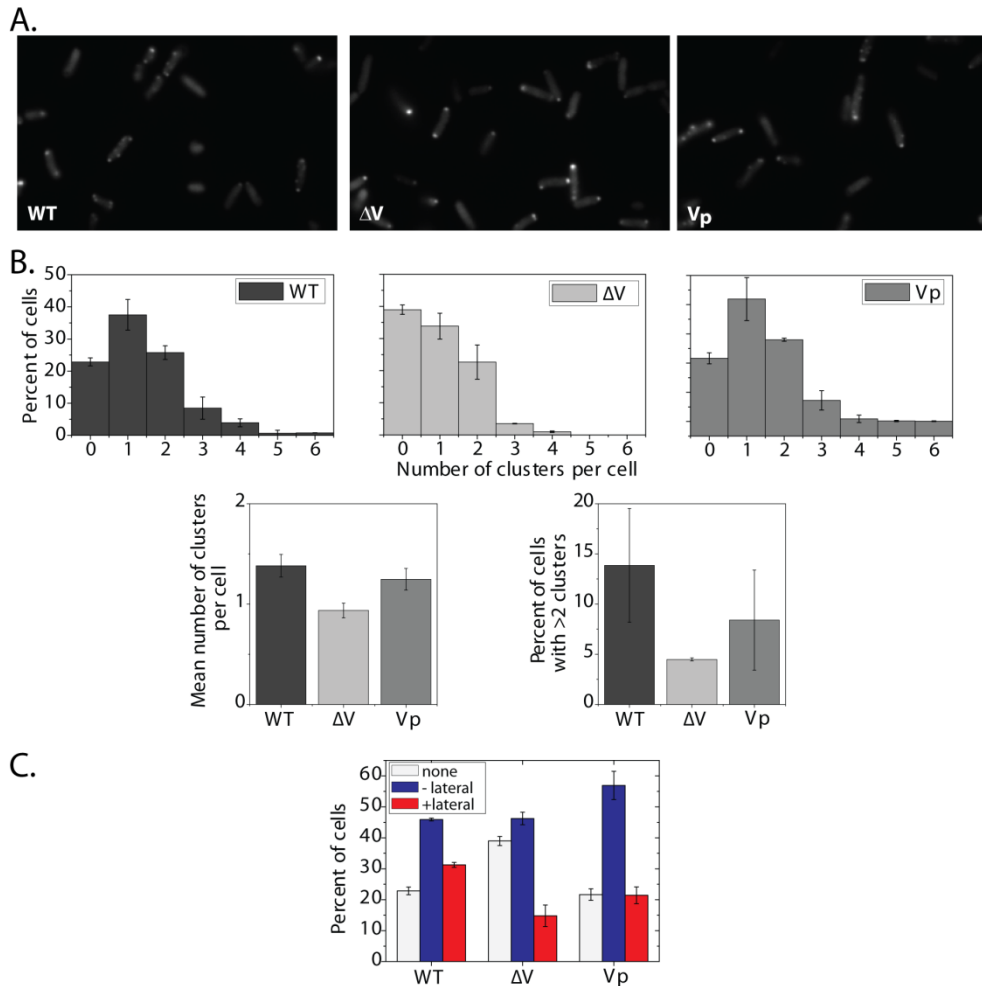 A.
WT
ΔV
Vp
B.
Percent of cells
50
40
30
20
10
0
WT
ΔV
Vp
0 1 2 3 4 5 6
0 1 2 3 4 5 6
0 1 2 3 4 5 6
Number of clusters per cell
Mean number of clusters
per cell
2
1
0
WT ΔV Vp
Percent of cells
with >2 clusters
20
15
10
5
0
WT ΔV Vp
C.
Percent of cells
60
50
40
30
20
10
0
none
- lateral
+lateral
WT ΔV Vp